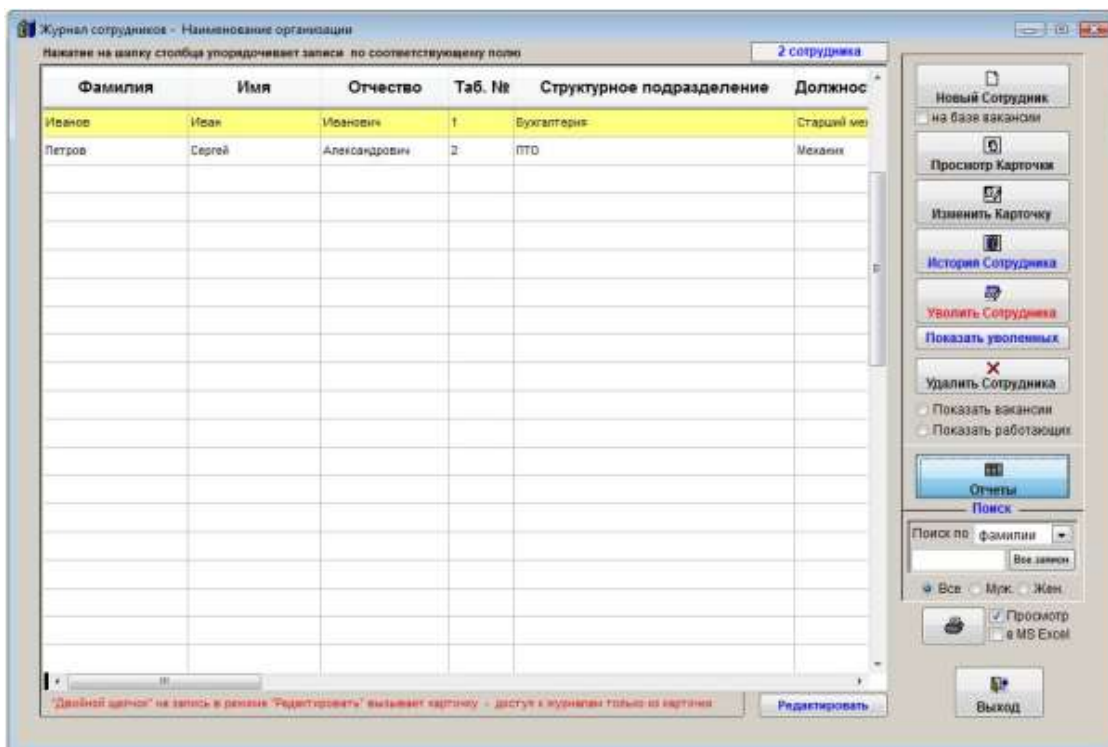 Журнал сотрудников - Наименование организации
Нажатие на шапку столбца упорядочивает записи по соответствующему полю
2 сотрудника
Фамилия Имя Отчество Таб. № Структурное подразделение Должнос
Иванов Иван Иванович 1 Бухгалтерия Старший мех
Петров Сергей Александрович 2 ПТО Механик
Новый Сотрудник
на базе вакансии
Просмотр Карточки
Изменить Карточку
История Сотрудника
Уволить Сотрудника
Показать уволенных
Удалить Сотрудника
Показать вакансии
Показать работающих
Отчеты
Поиск
Поиск по фамилии
Все записи
Все Муж. Жен.
Просмотр
в MS Excel
"Двойной щелчок" на запись в режиме "Редактировать" вызывает карточку - доступ к журналам только из карточки
Редактировать
Выход